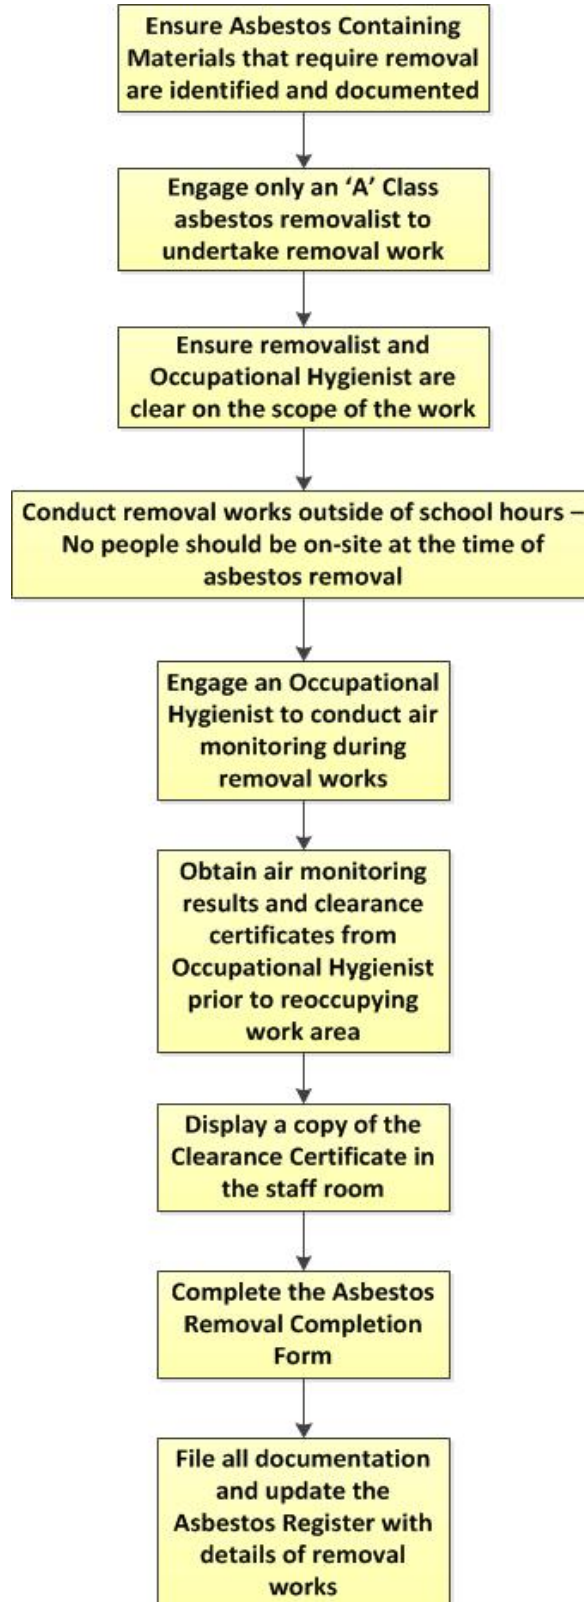 Ensure Asbestos Containing
Materials that require removal
are identified and documented
Engage only an ‘A’ Class
asbestos removalist to
undertake removal work
Ensure removalist and
Occupational Hygienist are
clear on the scope of the work
Conduct removal works outside of school hours –
No people should be on-site at the time of
asbestos removal
Engage an Occupational
Hygienist to conduct air
monitoring during
removal works
Obtain air monitoring
results and clearance
certificates from
Occupational Hygienist
prior to reoccupying
work area
Display a copy of the
Clearance Certificate in
the staff room
Complete the Asbestos
Removal Completion
Form
File all documentation
and update the
Asbestos Register with
details of removal
works